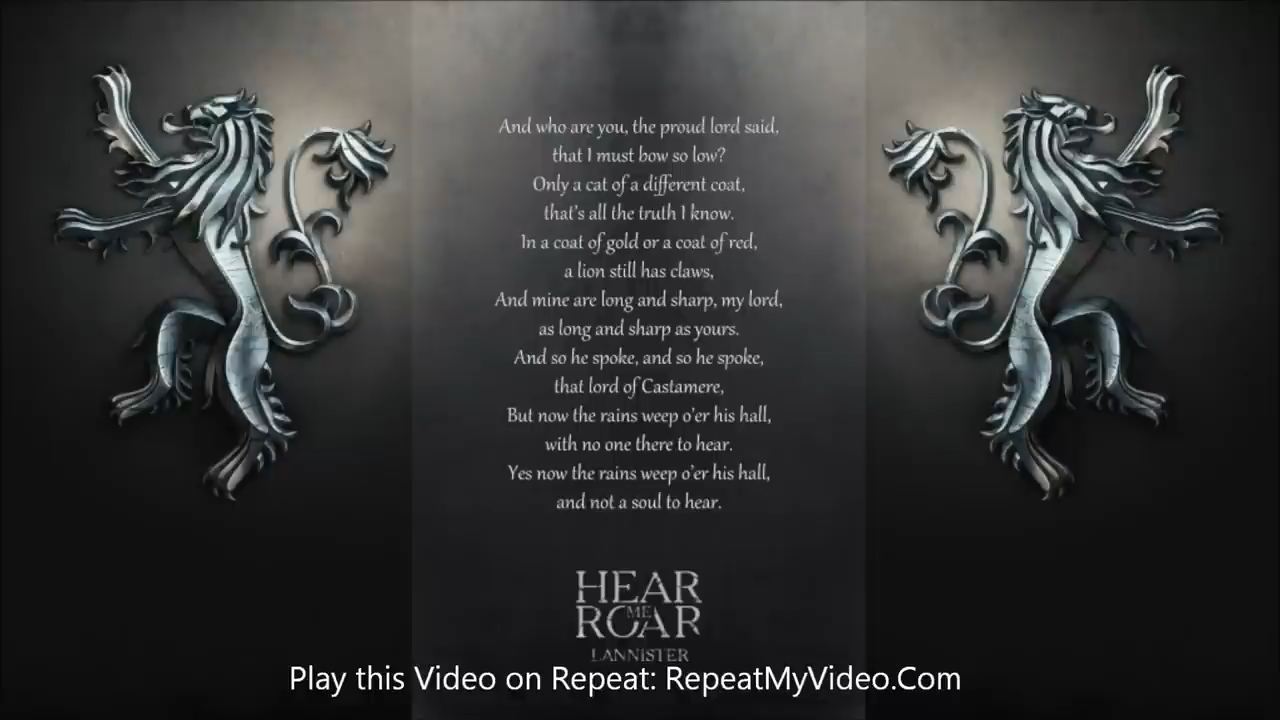 And who are you, the proud lord said,
that I must bow so low?
Only a cat of a different coat,
that's all the truth I know.
In a coat of gold or a coat of red,
a lion still has claws,
And mine are long and sharp, my lord,
as long and sharp as yours.
And so he spoke, and so he spoke,
that lord of Castamere,
But now the rains weep o'er his hall,
with no one there to hear.
Yes now the rains weep o'er his hall,
and not a soul to hear.
HEAR
ME
ROAR
LANNISTER
Play this Video on Repeat: RepeatMyVideo.Com